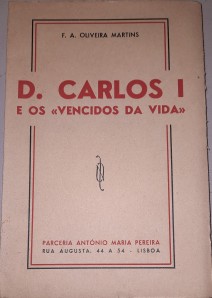 F. A. OLIVEIRA MARTINS
D. CARLOS I
E OS «VENCIDOS DA VIDA»
PARCERIA ANTÓNIO MARIA PEREIRA
RUA AUGUSTA, 44 A 54 - LISBOA